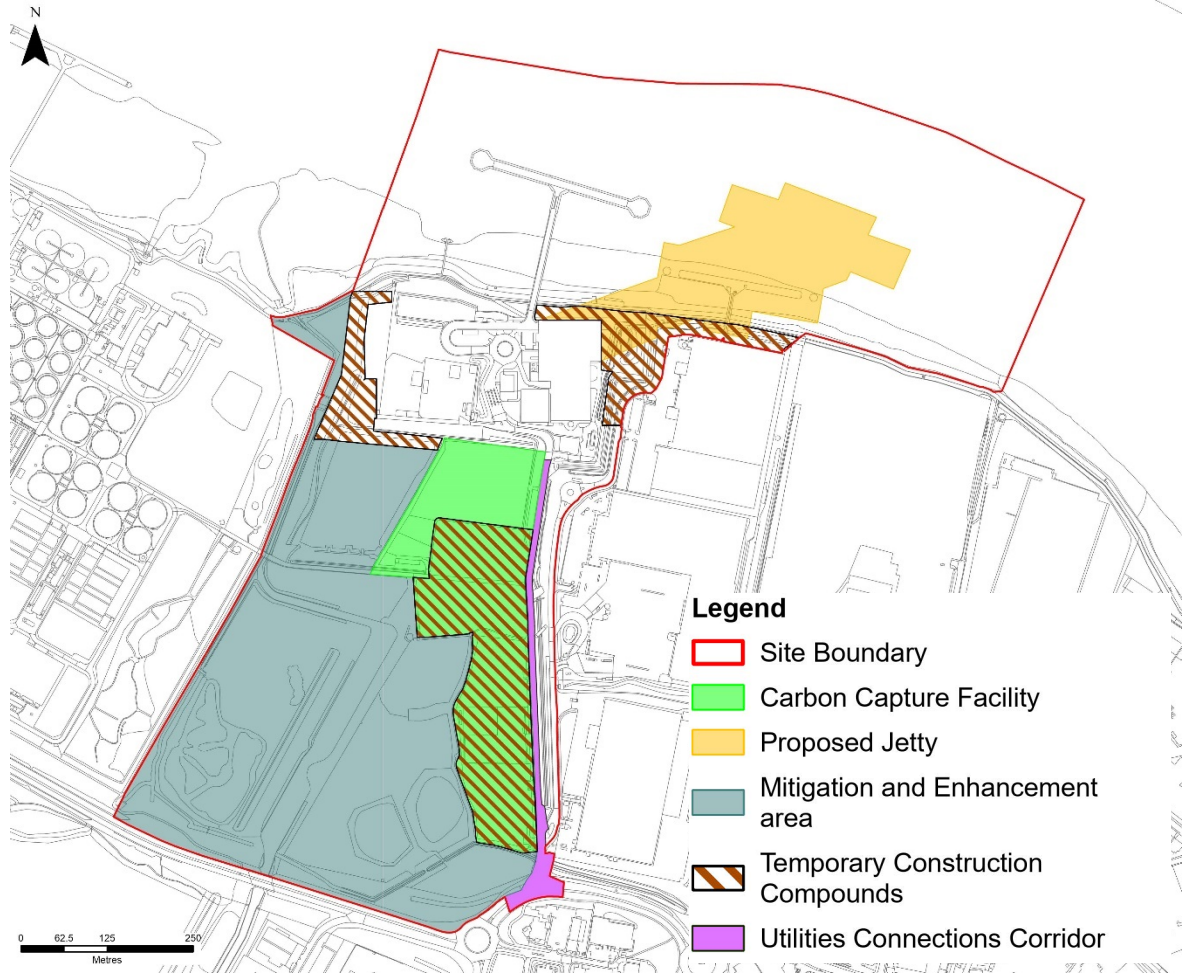 N
Legend
Site Boundary
Carbon Capture Facility
Proposed Jetty
Mitigation and Enhancement
area
Temporary Construction
Compounds
Utilities Connections Corridor
0 62.5 125 250
Metres